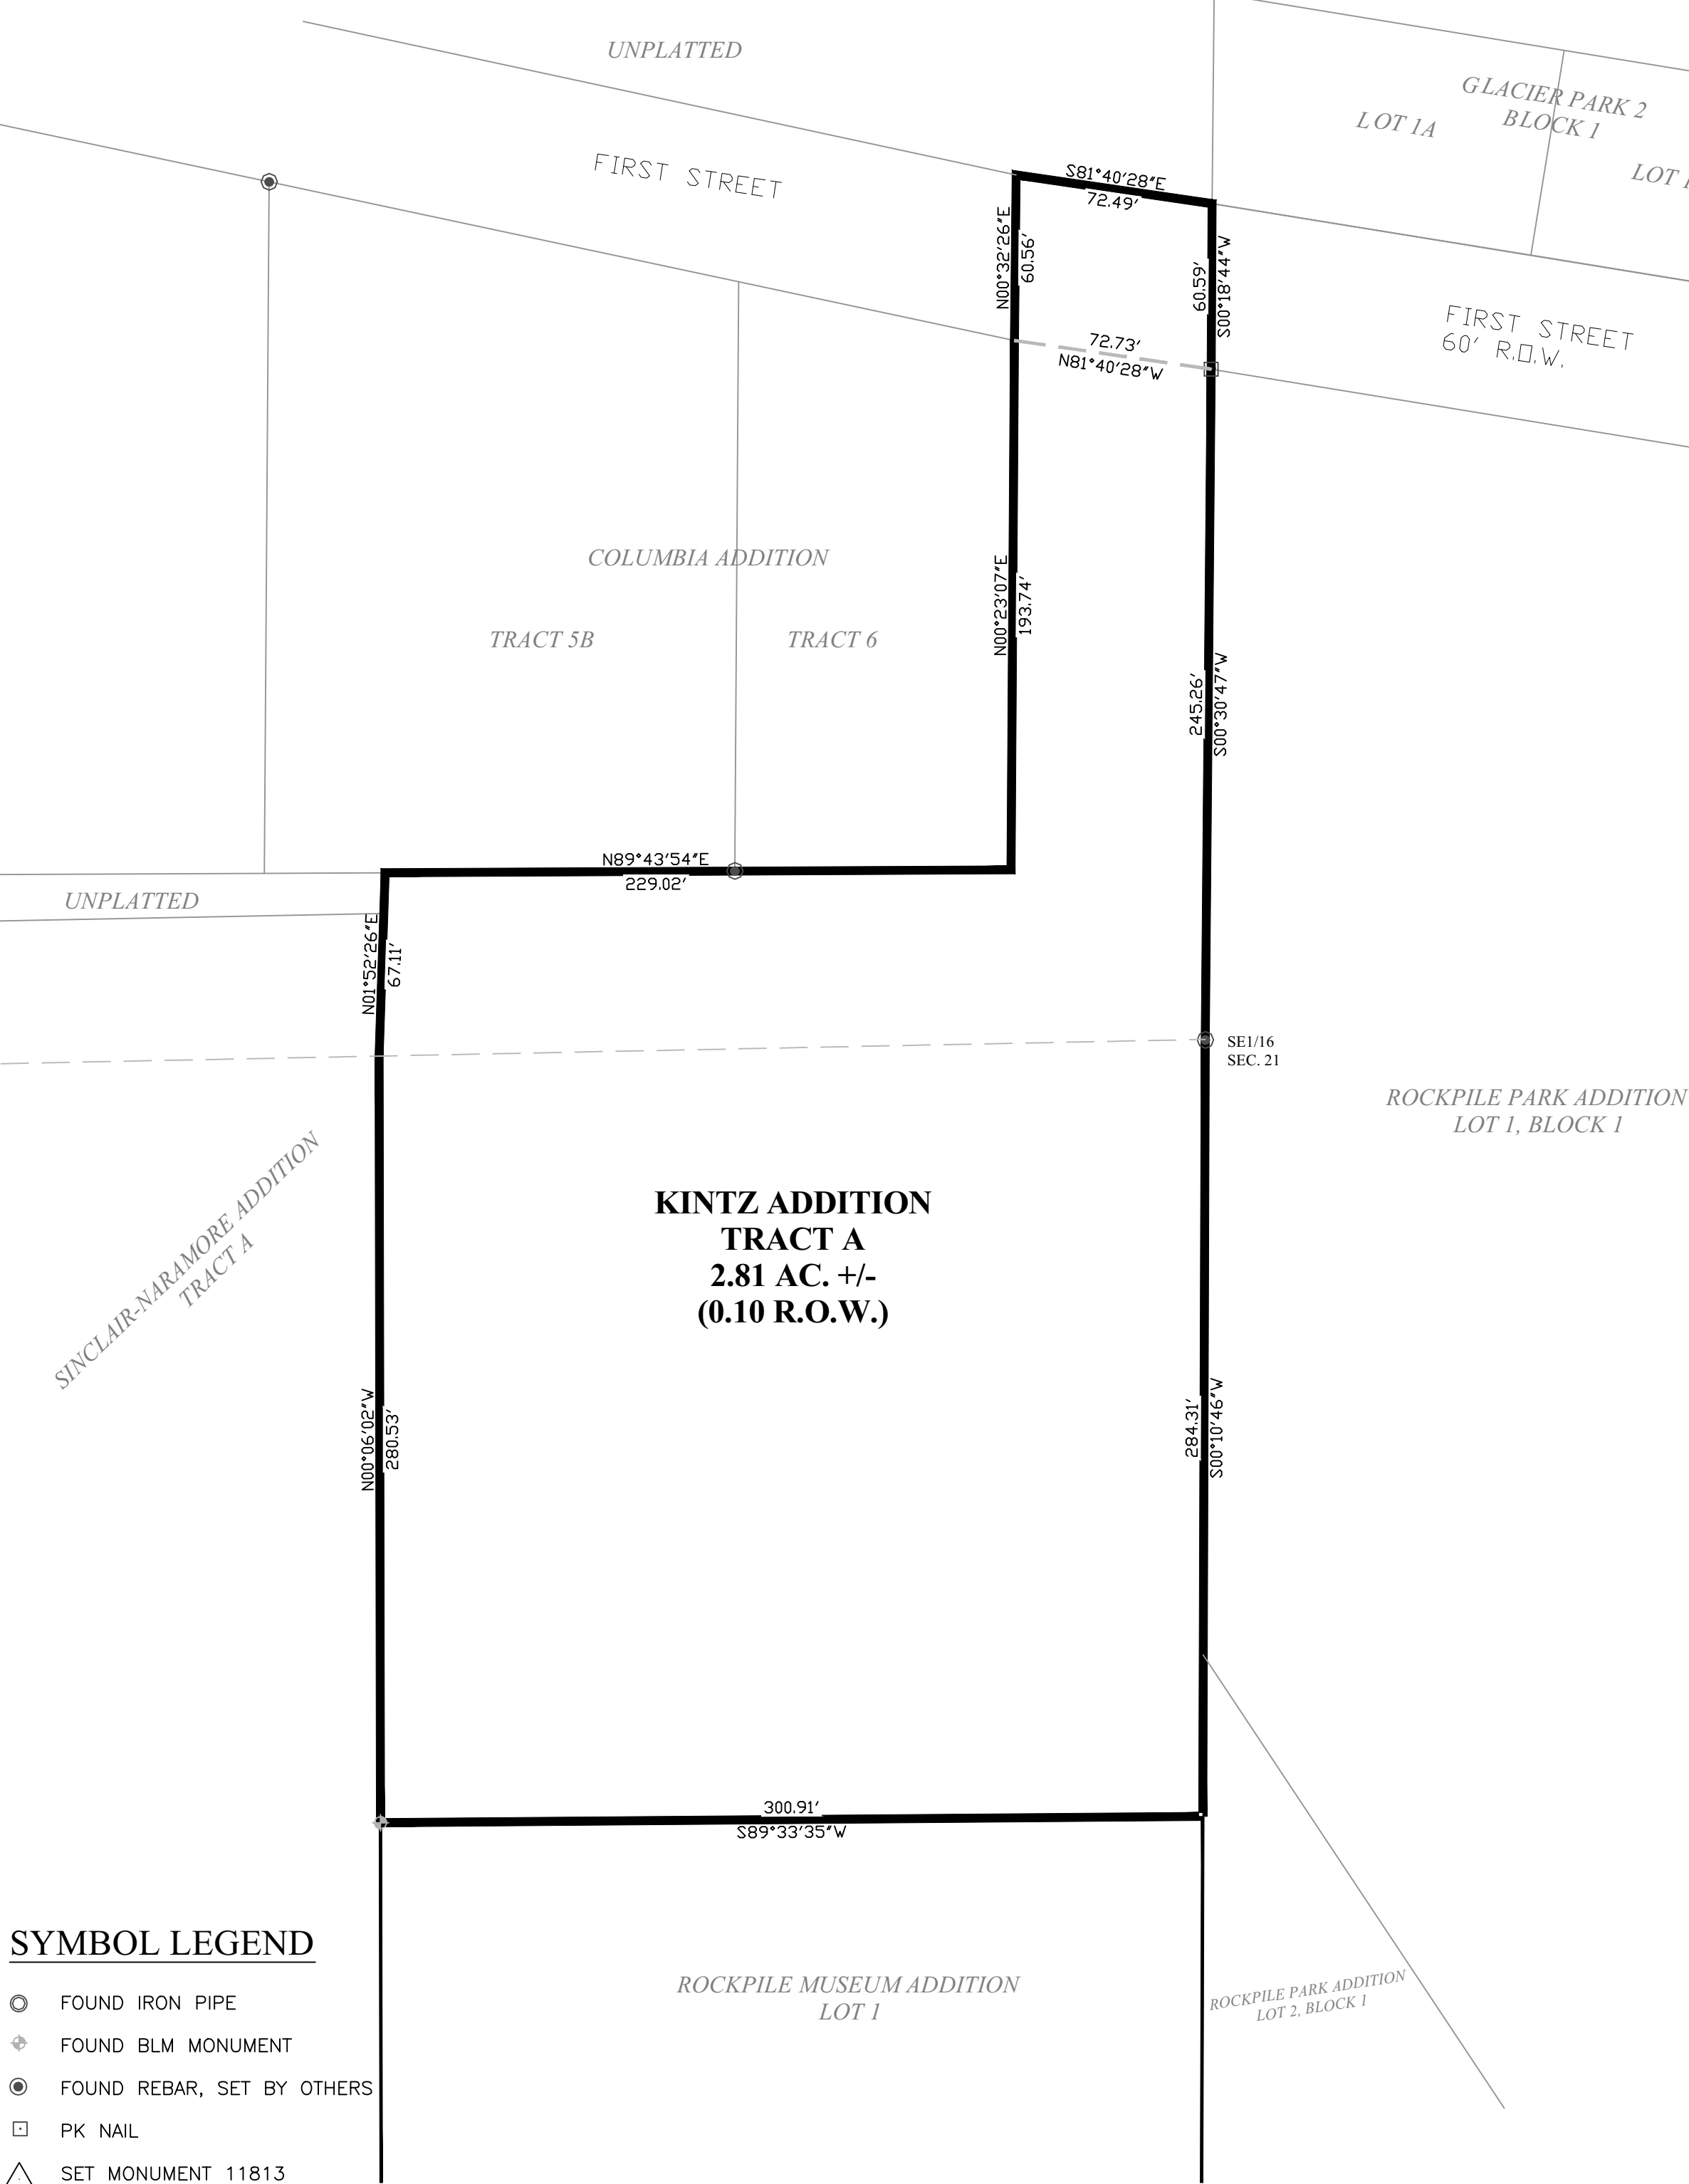 UNPLATTED
GLACIER PARK 2
BLOCK 1
LOT 1A
LOT
FIRST STREET
S81°40'28"E
72.49'
N00°32'26"E
60.56'
60.59'
S00°18'44"W
FIRST STREET
60' R.O.W.
72.73'
N81°40'28"W
COLUMBIA ADDITION
TRACT 5B
TRACT 6
N00°23'07"E
193.74'
245.26'
S00°30'47"W
N89°43'54"E
229.02'
UNPLATTED
N01°52'26"E
67.11'
SE1/16
SEC. 21
ROCKPILE PARK ADDITION
LOT 1, BLOCK 1
SINCLAIR-NARAMORE ADDITION
TRACT A
KINTZ ADDITION
TRACT A
2.81 AC. +/-
(0.10 R.O.W.)
N00°06'02"W
280.53'
284.31'
S00°10'46"W
300.91'
S89°33'35"W
SYMBOL LEGEND
FOUND IRON PIPE
FOUND BLM MONUMENT
FOUND REBAR, SET BY OTHERS
PK NAIL
SET MONUMENT 11813
ROCKPILE MUSEUM ADDITION
LOT 1
ROCKPILE PARK ADDITION
LOT 2, BLOCK 1